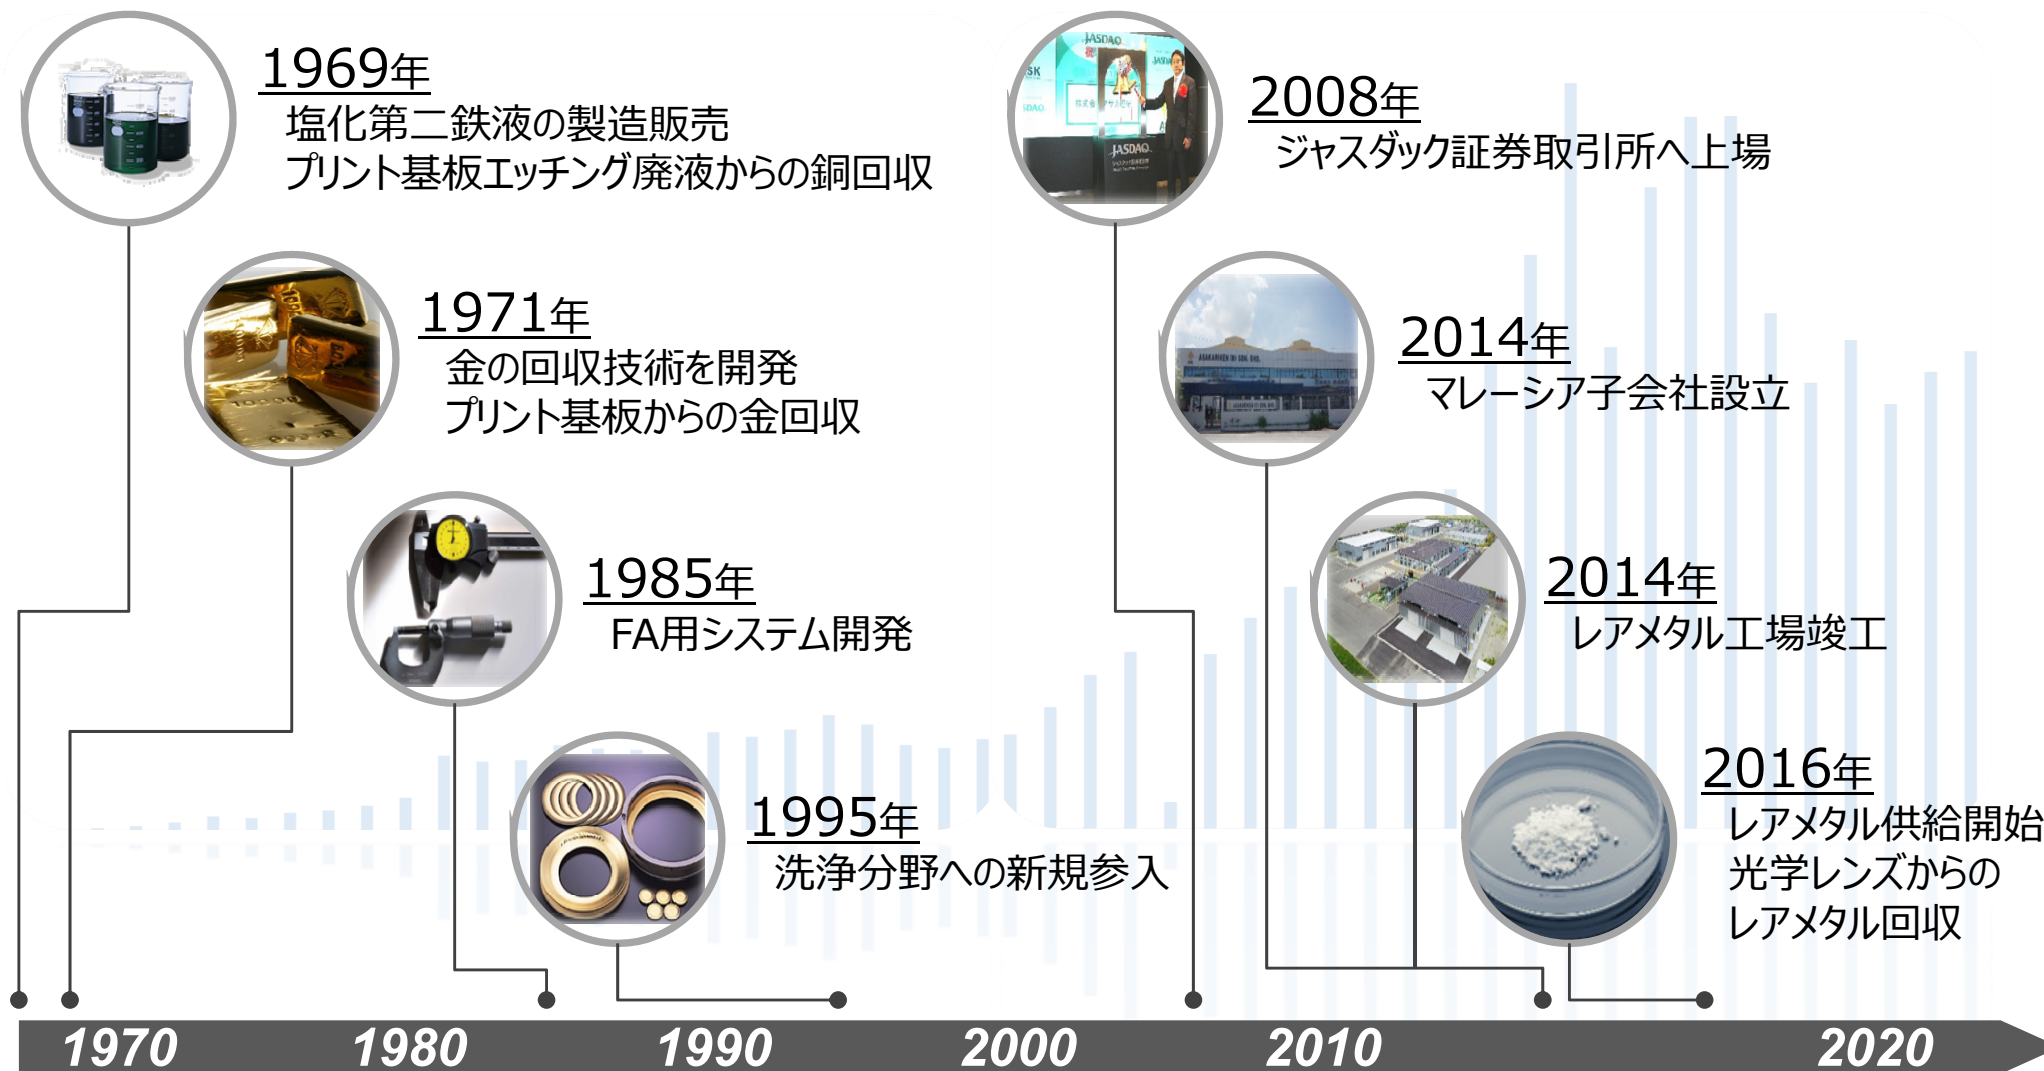 1969年
塩化第二鉄液の製造販売
プリント基板エッチング廃液からの銅回収
1971年
金の回収技術を開発
プリント基板からの金回収
1985年
FA用システム開発
1995年
洗浄分野への新規参入
JASDAQ
JASDAQ
2008年
ジャスダック証券取引所へ上場
ASAKARIKEN (M) SDN. BHD.
2014年
マレーシア子会社設立
2014年
レアメタル工場竣工
2016年
レアメタル供給開始
光学レンズからの
レアメタル回収
1970 1980 1990 2000 2010 2020